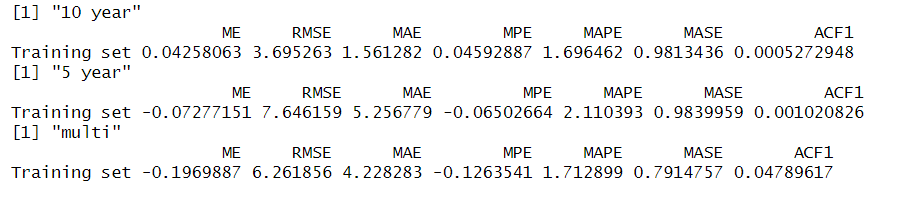 [1] "10 year"
ME RMSE MAE MPE MAPE MASE ACF1
Training set 0.04258063 3.695263 1.561282 0.04592887 1.696462 0.9813436 0.0005272948
[1] "5 year"
ME RMSE MAE MPE MAPE MASE ACF1
Training set -0.07277151 7.646159 5.256779 -0.06502664 2.110393 0.9839959 0.001020826
[1] "multi"
ME RMSE MAE MPE MAPE MASE ACF1
Training set -0.1969887 6.261856 4.228283 -0.1263541 1.712899 0.7914757 0.04789617